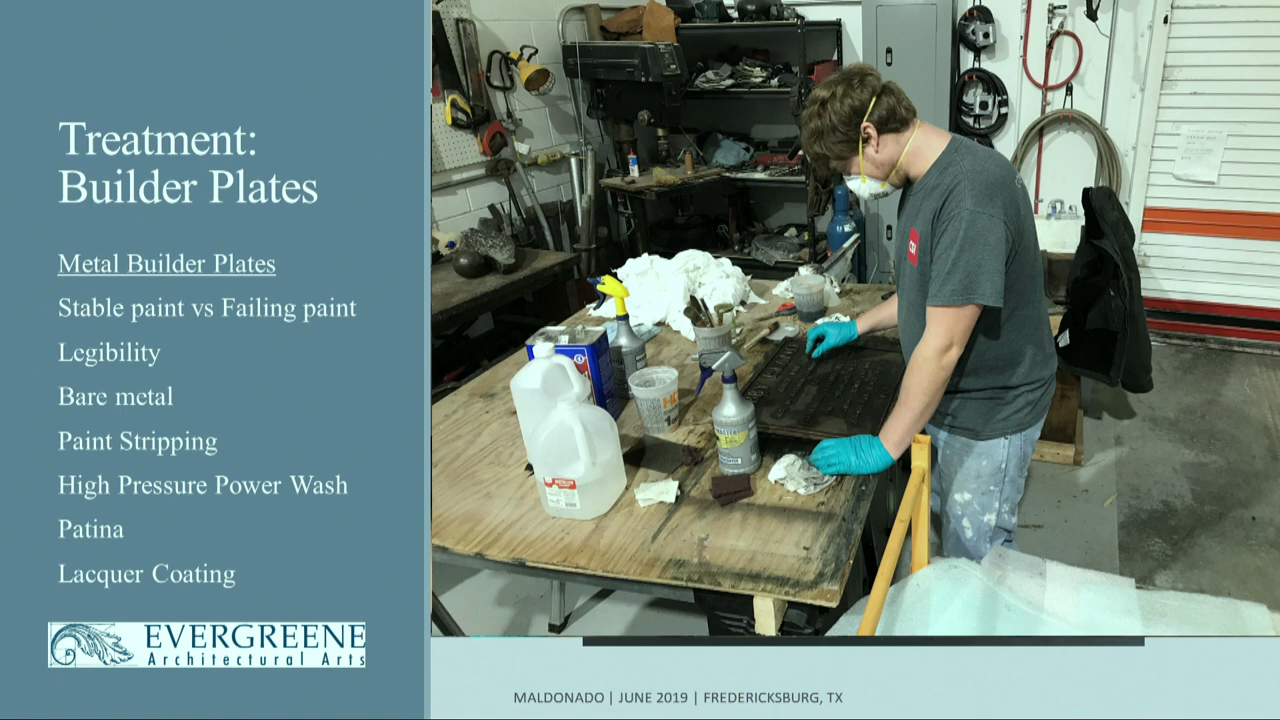 Treatment:
Builder Plates
Metal Builder Plates
Stable paint vs Failing paint
Legibility
Bare metal
Paint Stripping
High Pressure Power Wash
Patina
Lacquer Coating
EVERGREENE
Architectural Arts
MALDONADO | JUNE 2019 | FREDERICKSBURG, TX